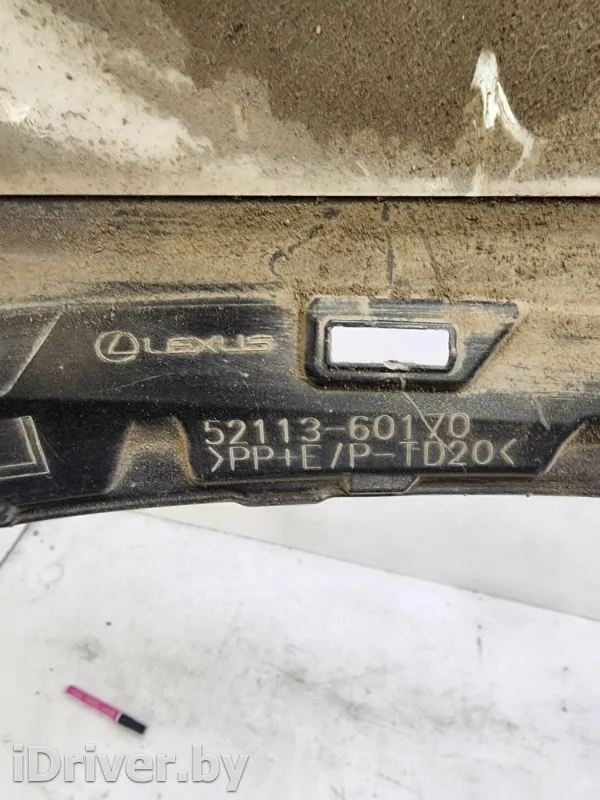 LEXUS
52113-60170
>PP+E/P-TD20<
iDriver.by